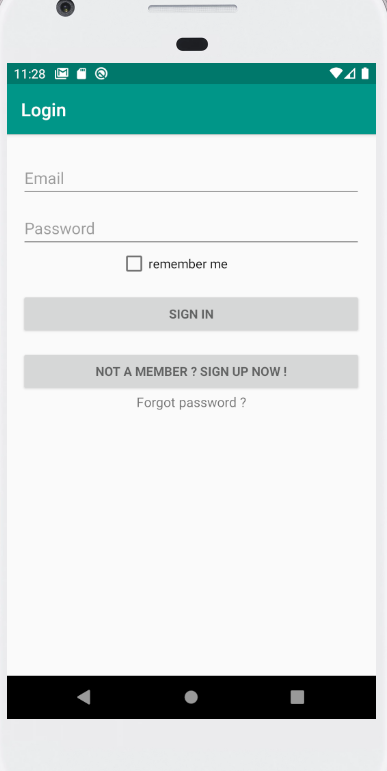 11:28
Login
Email
Password
remember me
SIGN IN
NOT A MEMBER ? SIGN UP NOW !
Forgot password ?